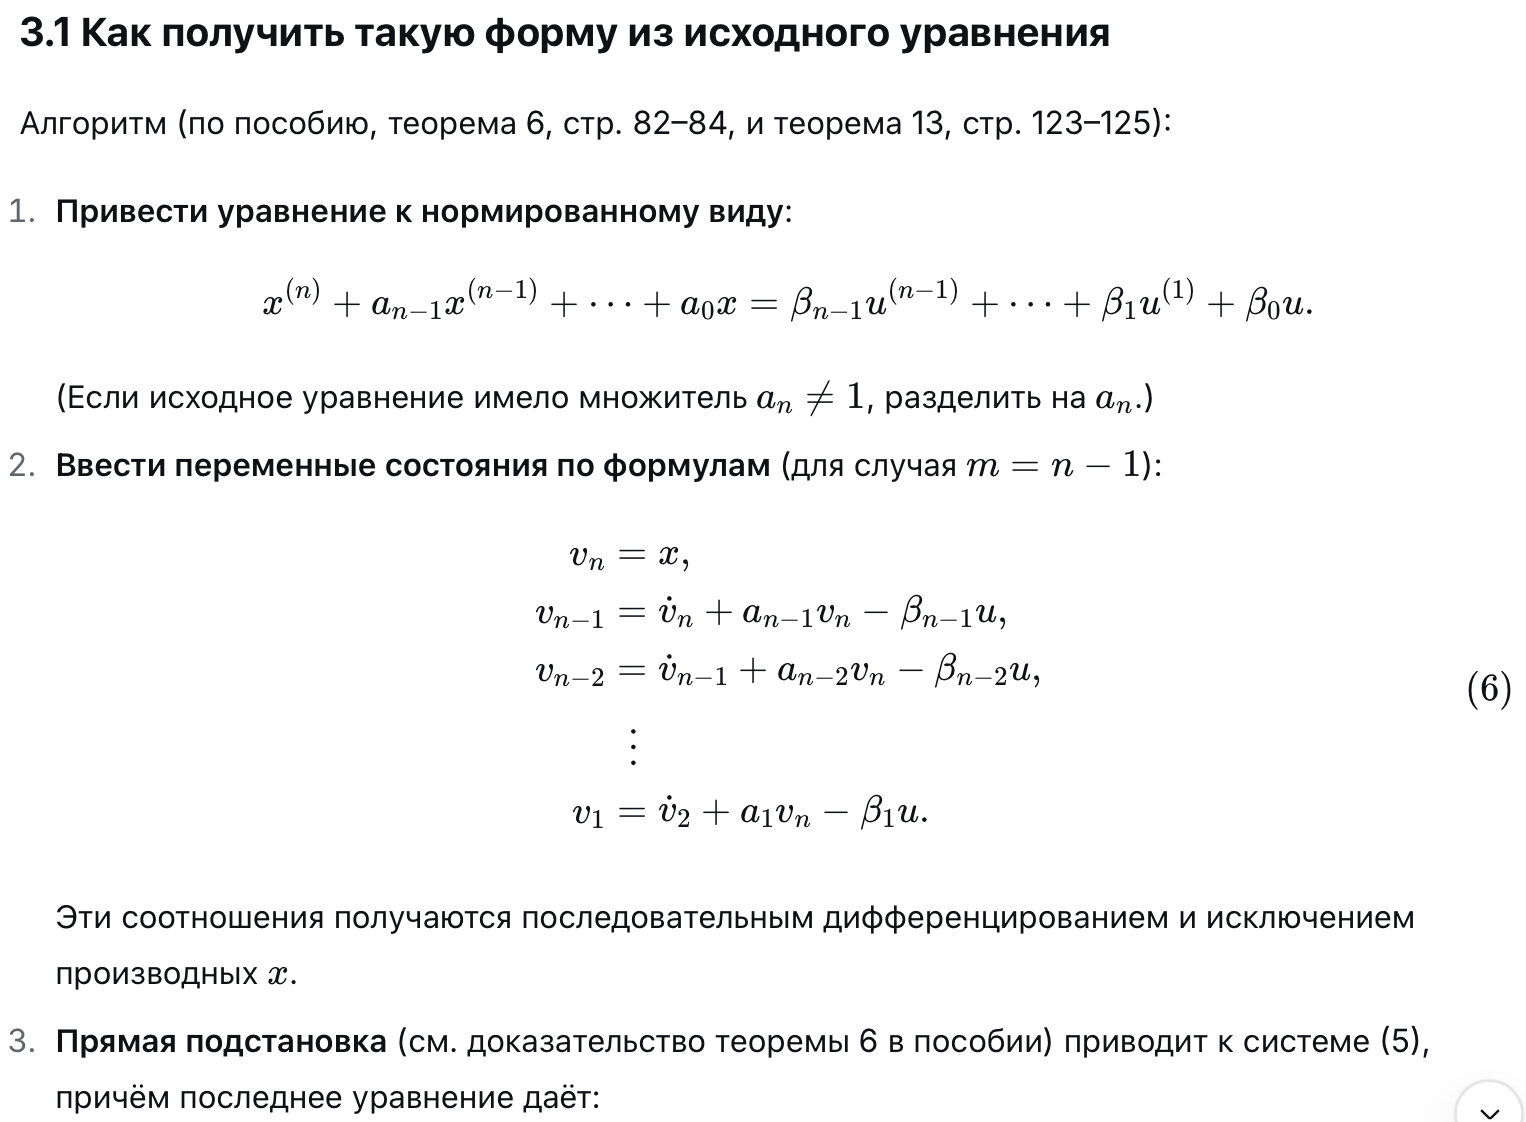 3.1 Как получить такую форму из исходного уравнения
Алгоритм (по пособию, теорема 6, стр. 82–84, и теорема 13, стр. 123–125):
1. Привести уравнение к нормированному виду:
x^{(n)} + a_{n−1}x^{(n−1)} + ⋯ + a_0x = β_{n−1}u^{(n−1)} + ⋯ + β_1u^{(1)} + β_0u.
(Если исходное уравнение имело множитель a_n ≠ 1, разделить на a_n.)
2. Ввести переменные состояния по формулам (для случая m = n − 1):
v_n = x,
v_{n−1} = v̇_n + a_{n−1}v_n − β_{n−1}u,
v_{n−2} = v̇_{n−1} + a_{n−2}v_n − β_{n−2}u,
(6)
⋮
v_1 = v̇_2 + a_1v_n − β_1u.
Эти соотношения получаются последовательным дифференцированием и исключением
производных x.
3. Прямая подстановка (см. доказательство теоремы 6 в пособии) приводит к системе (5),
причём последнее уравнение даёт: